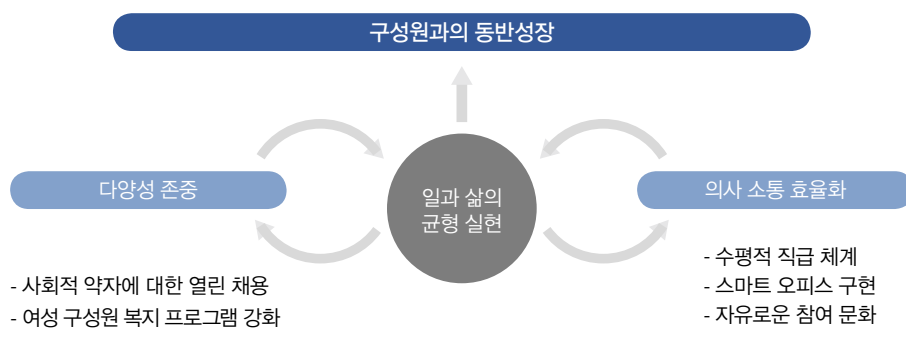 구성원과의 동반성장
다양성 존중
일과 삶의
균형 실현
의사 소통 효율화
- 사회적 약자에 대한 열린 채용
- 여성 구성원 복지 프로그램 강화
- 수평적 직급 체계
- 스마트 오피스 구현
- 자유로운 참여 문화